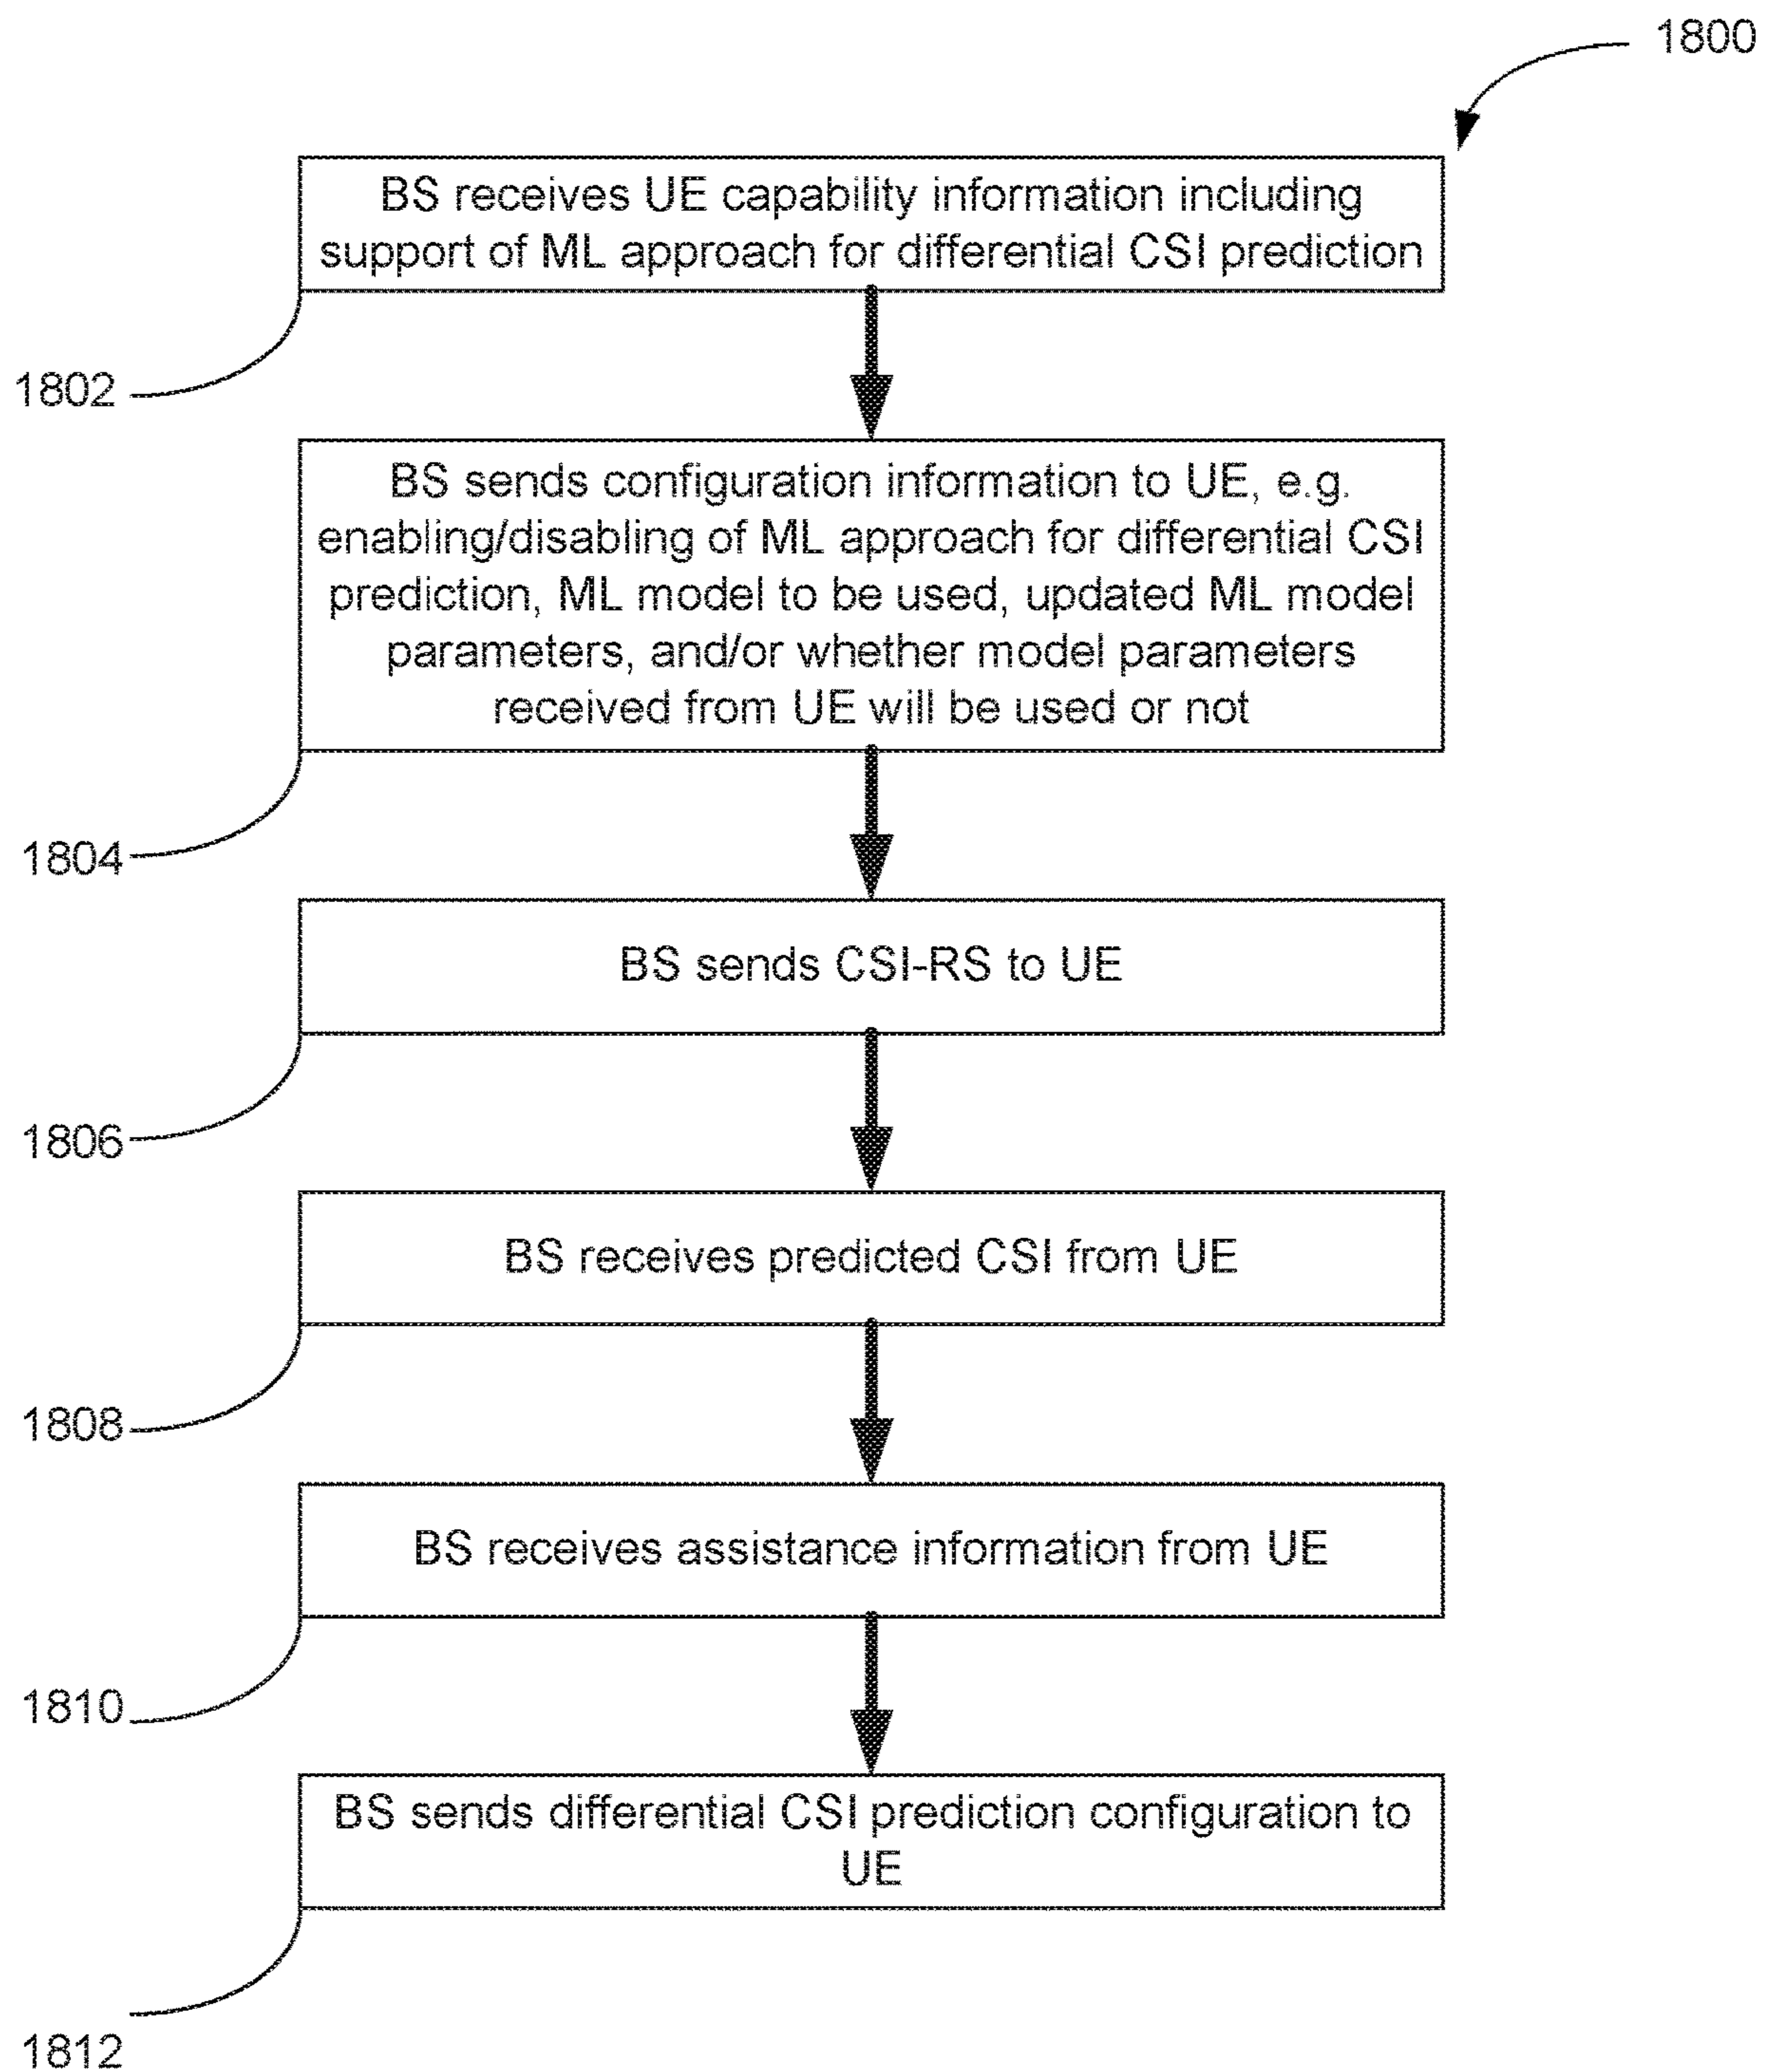 1800
BS receives UE capability information including
support of ML approach for differential CSI prediction
1802
BS sends configuration information to UE, e.g.
enabling/disabling of ML approach for differential CSI
prediction, ML model to be used, updated ML model
parameters, and/or whether model parameters
received from UE will be used or not
1804
BS sends CSI-RS to UE
1806
BS receives predicted CSI from UE
1808
BS receives assistance information from UE
1810
BS sends differential CSI prediction configuration to
UE
1812